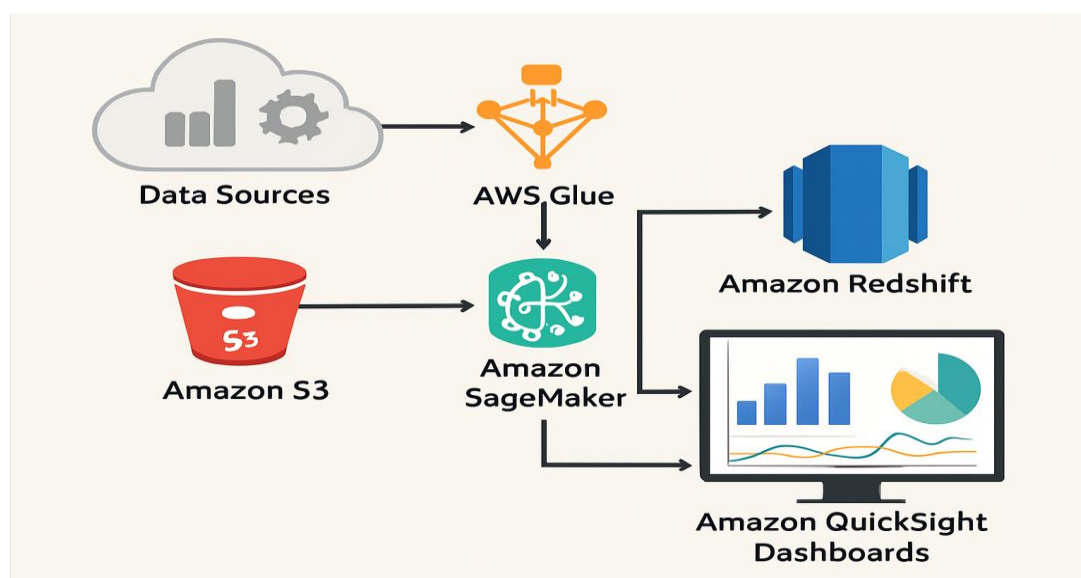 Data Sources
AWS Glue
Amazon Redshift
S3
Amazon S3
Amazon
SageMaker
Amazon QuickSight
Dashboards